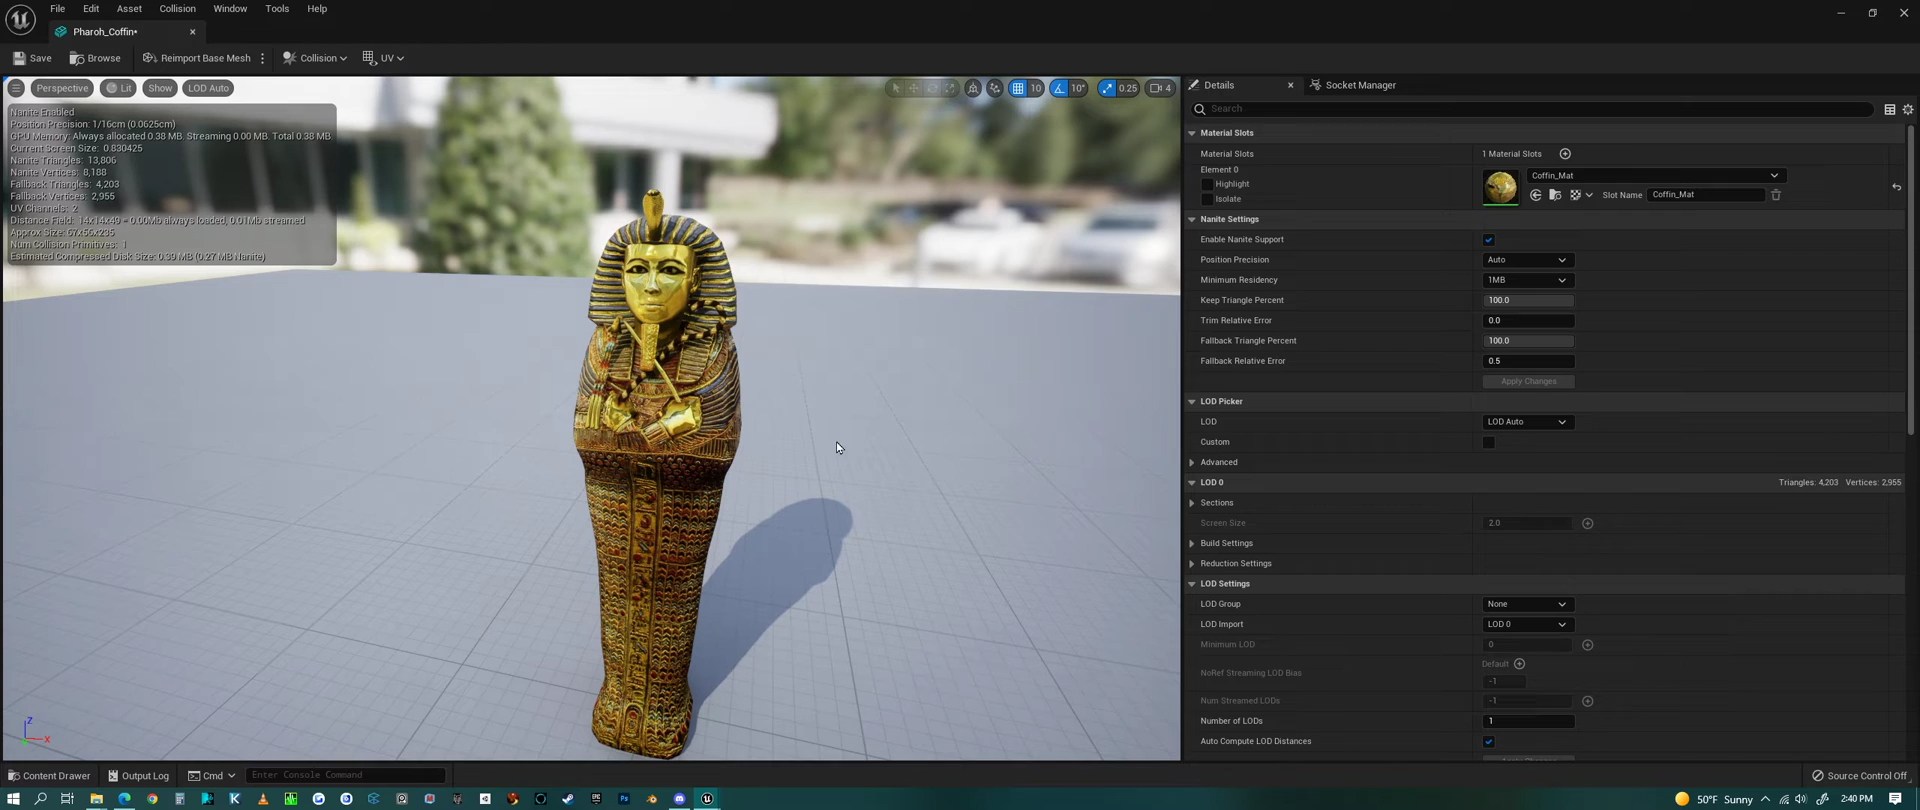 File Edit Asset Collision Window Tools Help
Pharoh_Coffin•
Save Browse Reimport Base Mesh Collision UV
Perspective Lit Show LOD Auto 10 10° 0.25 4
Nanite Enabled
Position Precision: 1/16cm (0.0625cm)
GPU Memory: Always allocated 0.38 MB. Streaming 0.00 MB. Total 0.38 MB.
Current Screen Size: 0.830425
Nanite Triangles: 13,806
Nanite Vertices: 8,188
Fallback Triangles: 4,203
Fallback Vertices: 2,955
UV Channels: 2
Distance Field: 14x14x49 = 0.00Mb always loaded, 0.01Mb streamed
Approx Size: 67x56x235
Num Collision Primitives: 1
Estimated Compressed Disk Size: 0.39 MB (0.27 MB Nanite)
Z
X
Details Socket Manager
Search
Material Slots
Material Slots 1 Material Slots
Element 0 Coffin_Mat
Highlight
Isolate Slot Name Coffin_Mat
Nanite Settings
Enable Nanite Support
Position Precision Auto
Minimum Residency 1MB
Keep Triangle Percent 100.0
Trim Relative Error 0.0
Fallback Triangle Percent 100.0
Fallback Relative Error 0.5
Apply Changes
LOD Picker
LOD LOD Auto
Custom
Advanced
LOD 0 Triangles: 4,203 Vertices: 2,955
Sections
Screen Size 2.0
Build Settings
Reduction Settings
LOD Settings
LOD Group None
LOD Import LOD 0
Minimum LOD 0
Default
NoRef Streaming LOD Bias -1
Num Streamed LODs -1
Number of LODs 1
Auto Compute LOD Distances
Content Drawer Output Log Cmd Enter Console Command Source Control Off
50°F Sunny 2:40 PM